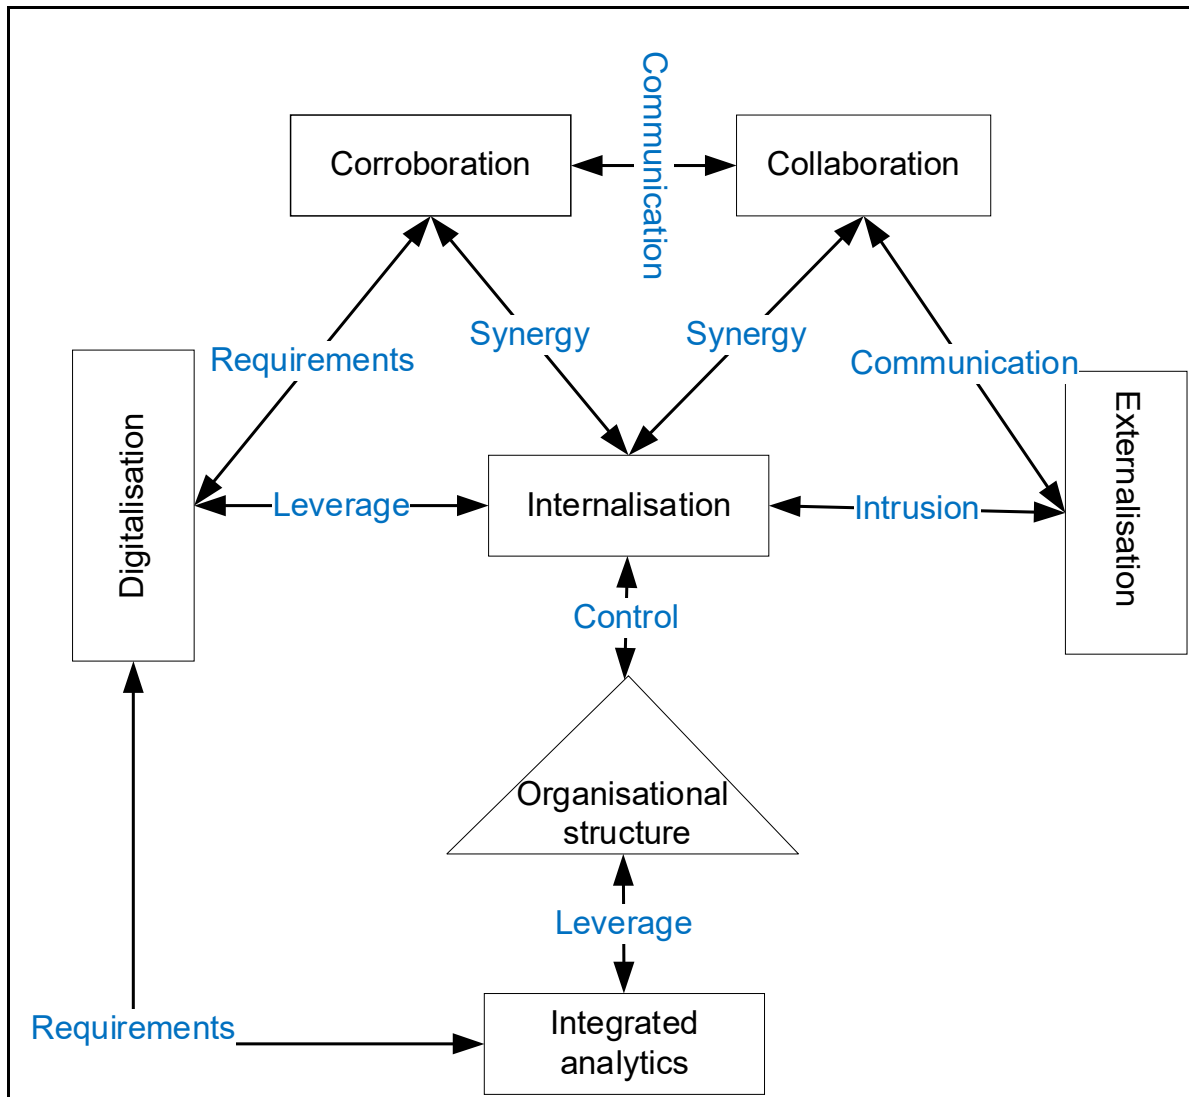 Communication
Corroboration
Collaboration
Synergy
Synergy
Requirements
Communication
Digitalisation
Leverage
Internalisation
Intrusion
Externalisation
Control
Organisational
structure
Leverage
Requirements
Integrated
analytics